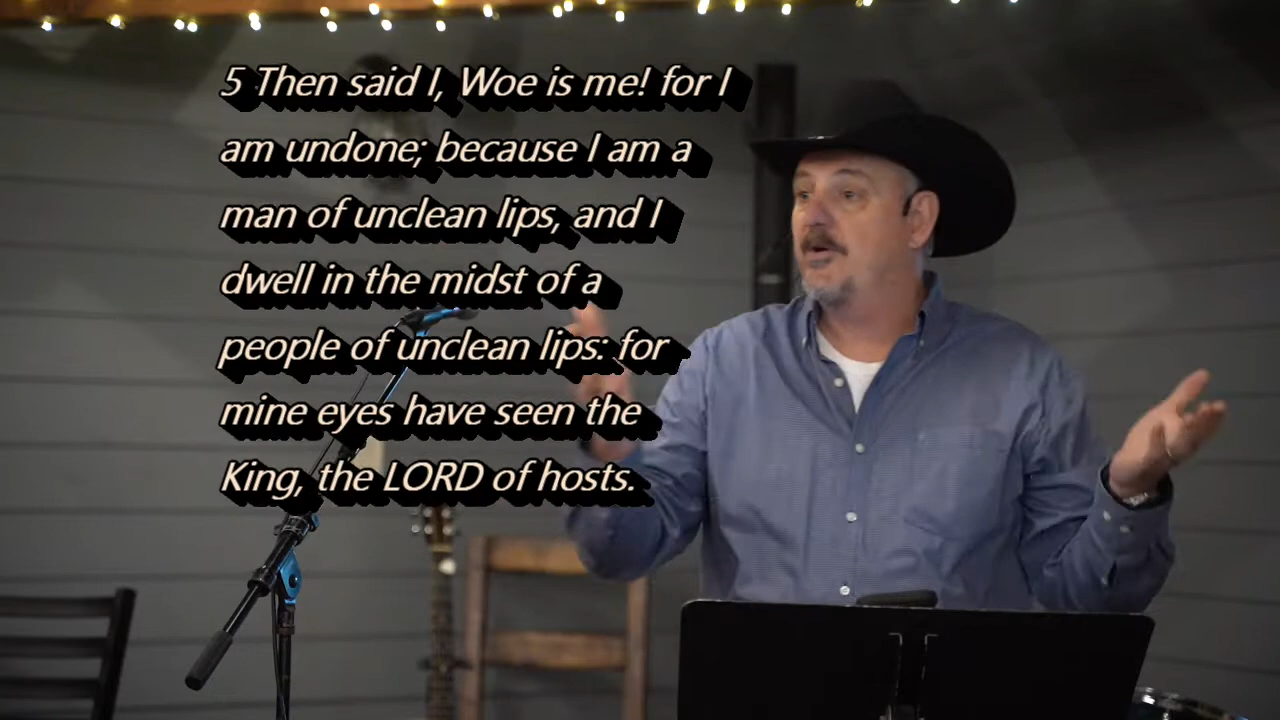 5 Then said I, Woe is me! for I
am undone; because I am a
man of unclean lips, and I
dwell in the midst of a
people of unclean lips: for
mine eyes have seen the
King, the LORD of hosts.